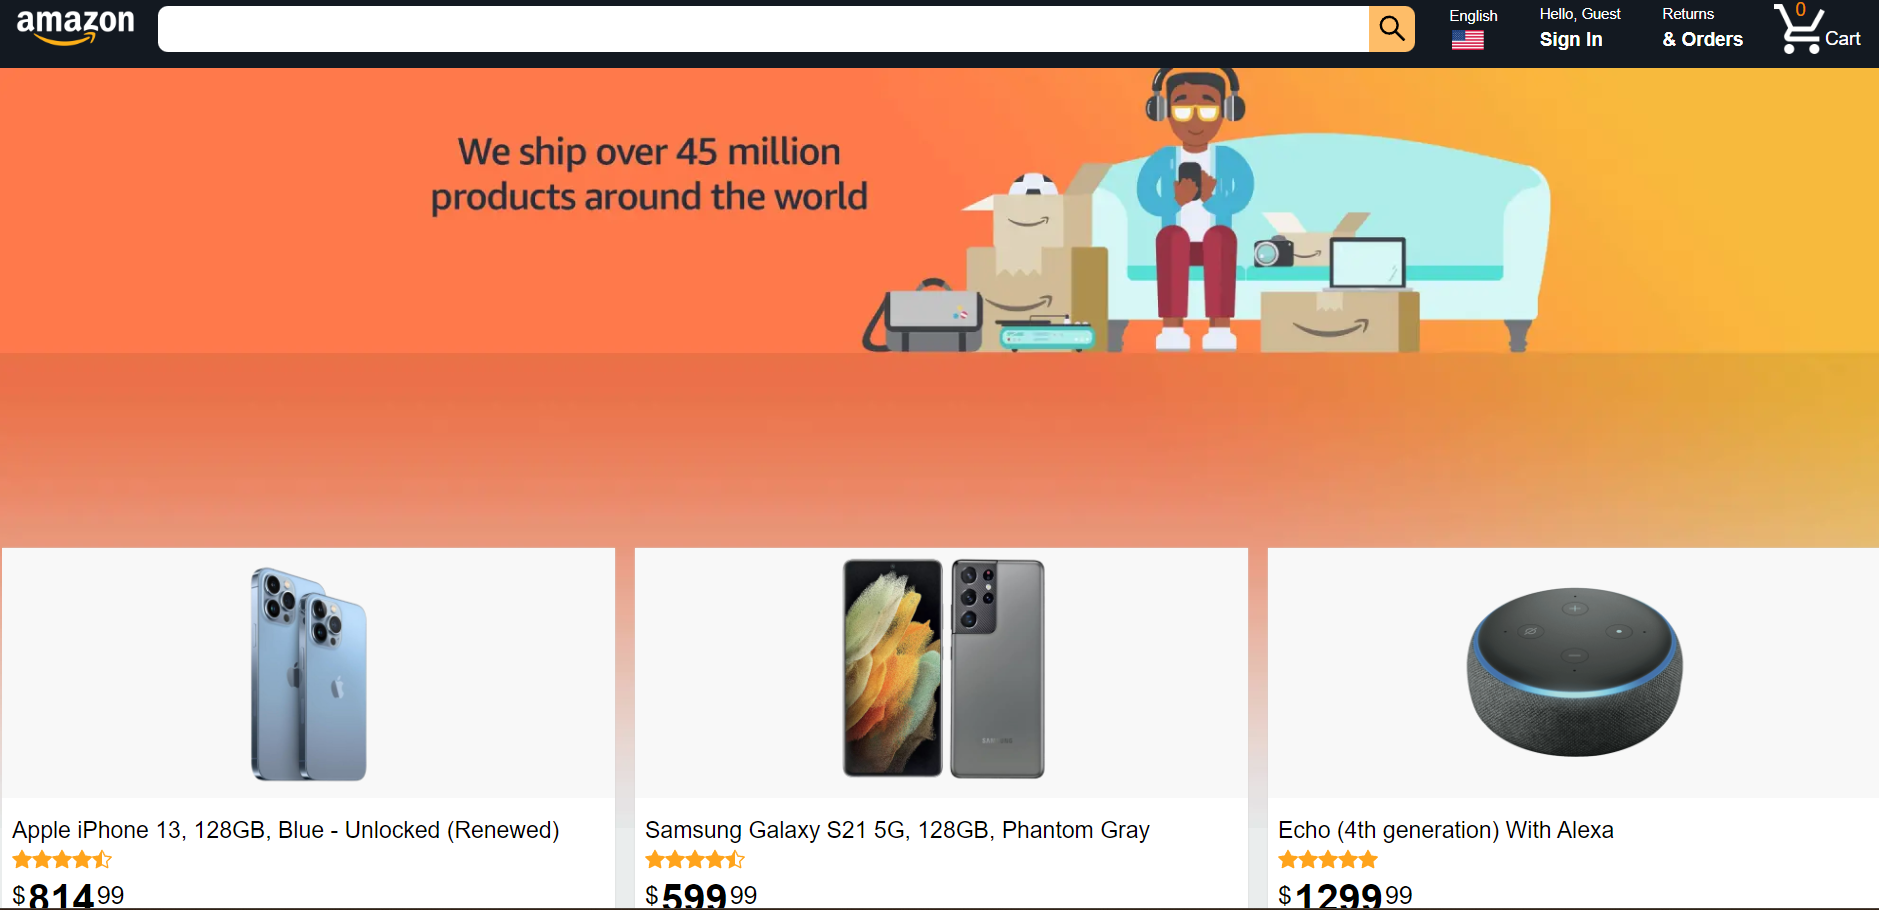 amazon
English
Hello, Guest
Sign In
Returns
& Orders
0
Cart
We ship over 45 million
products around the world
SAMSUNG
Apple iPhone 13, 128GB, Blue - Unlocked (Renewed)
$81499
Samsung Galaxy S21 5G, 128GB, Phantom Gray
$59999
Echo (4th generation) With Alexa
$129999